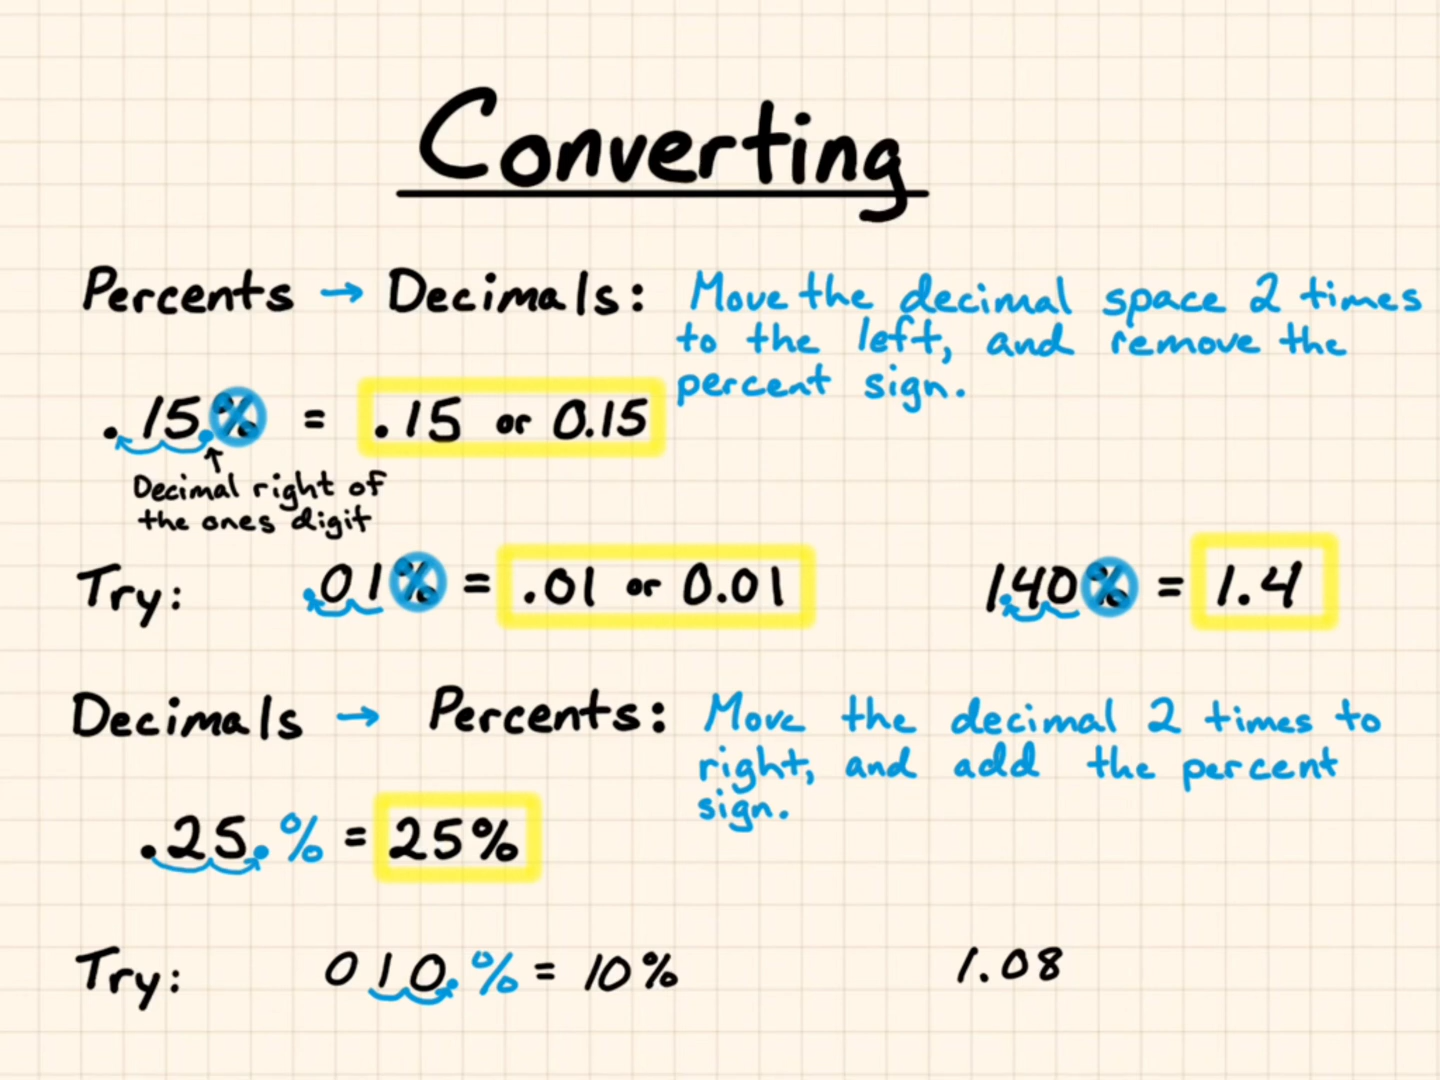 Converting
Percents → Decimals: Move the decimal space 2 times
to the left, and remove the
percent sign.
.15.% = .15 or 0.15
↑
Decimal right of
the ones digit
Try: .01% = .01 or 0.01 1.40% = 1.4
Decimals → Percents: Move the decimal 2 times to
right, and add the percent
sign.
.25.% = 25%
Try: 010.% = 10% 1.08